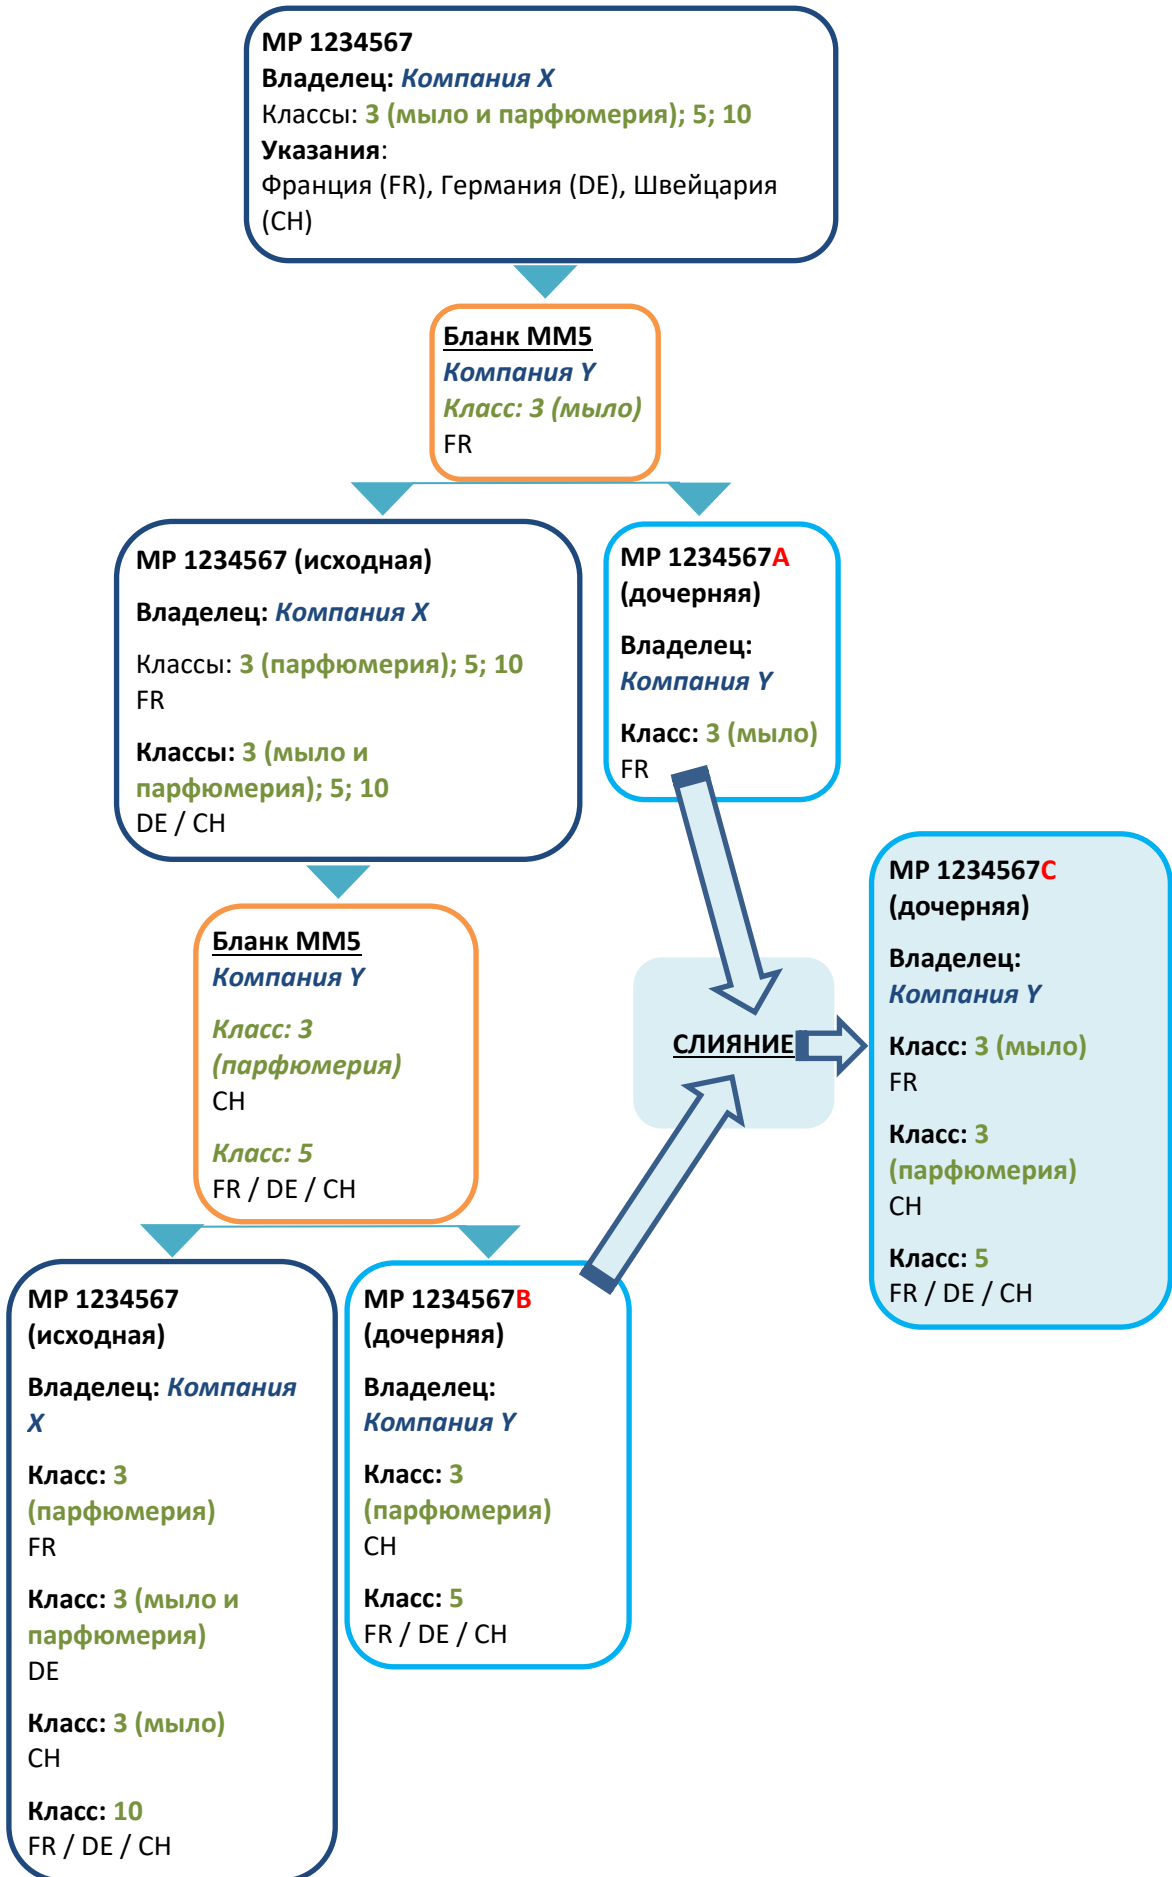 МР 1234567
Владелец: Компания X
Классы: 3 (мыло и парфюмерия); 5; 10
Указания:
Франция (FR), Германия (DE), Швейцария
(CH)
Бланк MM5
Компания Y
Класс: 3 (мыло)
FR
МР 1234567 (исходная)
Владелец: Компания X
Классы: 3 (парфюмерия); 5; 10
FR
Классы: 3 (мыло и
парфюмерия); 5; 10
DE / CH
МР 1234567A
(дочерняя)
Владелец:
Компания Y
Класс: 3 (мыло)
FR
Бланк MM5
Компания Y
Класс: 3
(парфюмерия)
CH
Класс: 5
FR / DE / CH
СЛИЯНИЕ
МР 1234567C
(дочерняя)
Владелец:
Компания Y
Класс: 3 (мыло)
FR
Класс: 3
(парфюмерия)
CH
Класс: 5
FR / DE / CH
МР 1234567
(исходная)
Владелец: Компания
X
Класс: 3
(парфюмерия)
FR
Класс: 3 (мыло и
парфюмерия)
DE
Класс: 3 (мыло)
CH
Класс: 10
FR / DE / CH
МР 1234567B
(дочерняя)
Владелец:
Компания Y
Класс: 3
(парфюмерия)
CH
Класс: 5
FR / DE / CH